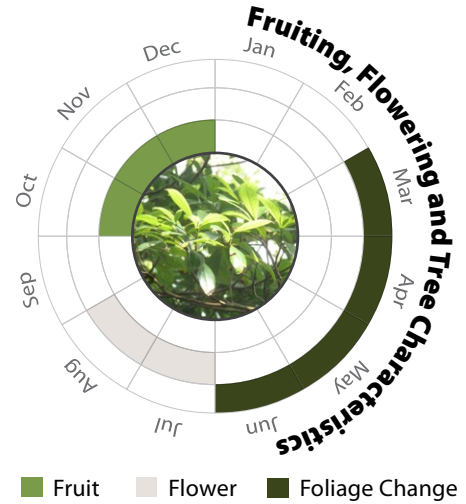 Fruiting, Flowering and Tree Characteristics
Jan
Feb
Mar
Apr
May
Jun
Jul
Aug
Sep
Oct
Nov
Dec
Fruit
Flower
Foliage Change